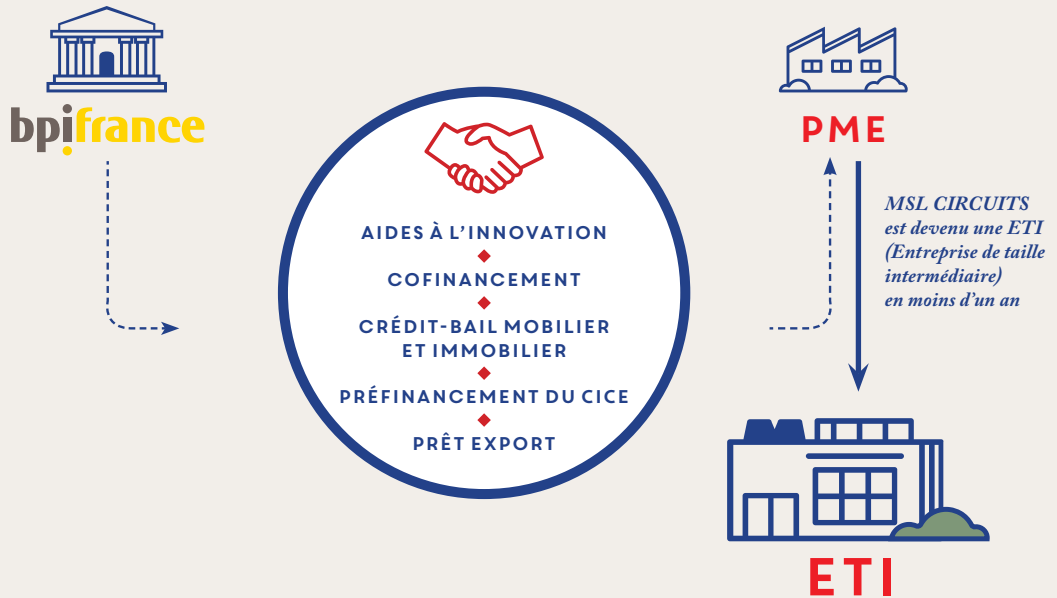 bpifrance
AIDES À L'INNOVATION
COFINANCEMENT
CRÉDIT-BAIL MOBILIER
ET IMMOBILIER
PRÉFINANCEMENT DU CICE
PRÊT EXPORT
PME
MSL CIRCUITS
est devenu une ETI
(Entreprise de taille
intermédiaire)
en moins d'un an
ETI